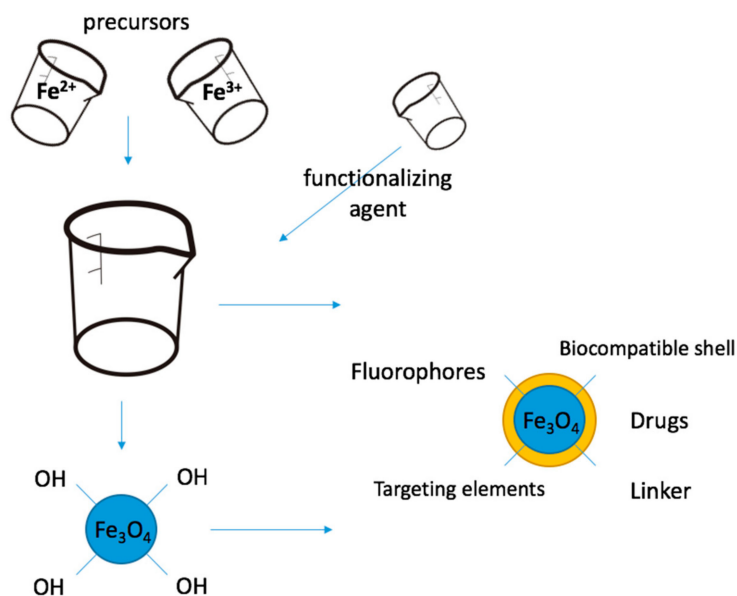 precursors
Fe²⁺
Fe³⁺
functionalizing
agent
Fluorophores
Biocompatible shell
Fe₃O₄
Drugs
Targeting elements
Linker
OH
OH
Fe₃O₄
OH
OH